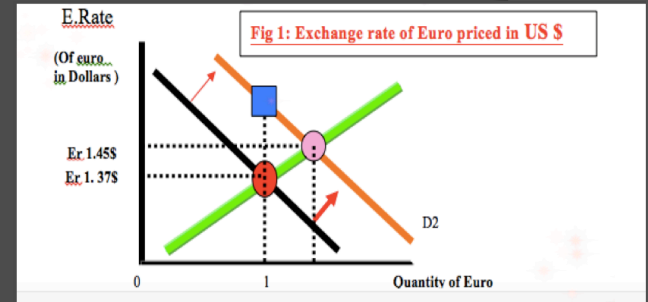 E.Rate
Fig 1: Exchange rate of Euro priced in US $
(Of euro
in Dollars )
Er 1.45$
Er 1. 37$
D2
0
1
Quantity of Euro